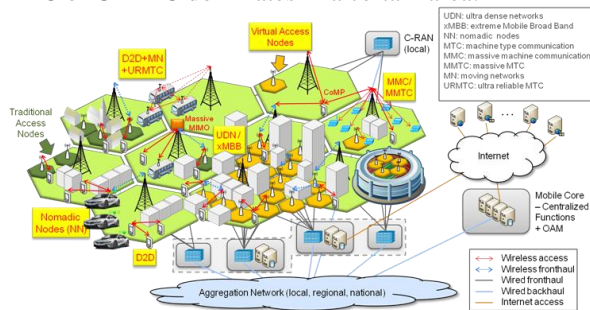 UDN: ultra dense networks
xMBB: extreme Mobile Broad Band
NN: nomadic nodes
MTC: machine type communication
MMC: massive machine communication
MMTC: massive MTC
MN: moving networks
URMTC: ultra reliable MTC
Virtual Access
Nodes
C-RAN
(local)
D2D+MN
+URMTC
CoMP
MMC/
MMTC
Traditional
Access
Nodes
Massive
MIMO
UDN /
xMBB
Internet
Nomadic
Nodes (NN)
D2D
Mobile Core
– Centralized
Functions
+ OAM
Wireless access
Wireless fronthaul
Wired fronthaul
Wired backhaul
Internet access
Aggregation Network (local, regional, national)